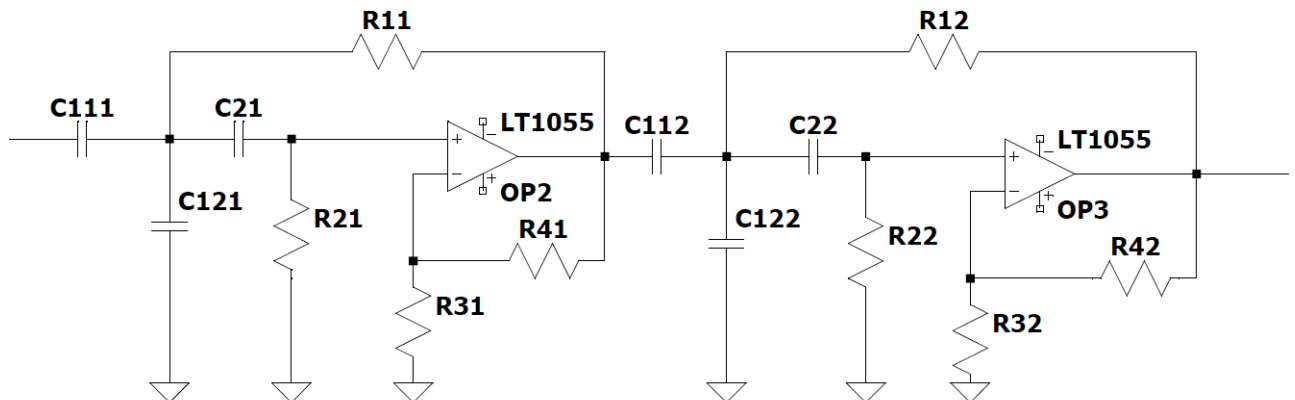 R11
R12
C111
C21
LT1055
C112
C22
LT1055
+
−
−
+
+
−
−
+
OP2
OP3
C121
R21
R41
C122
R22
R42
R31
R32